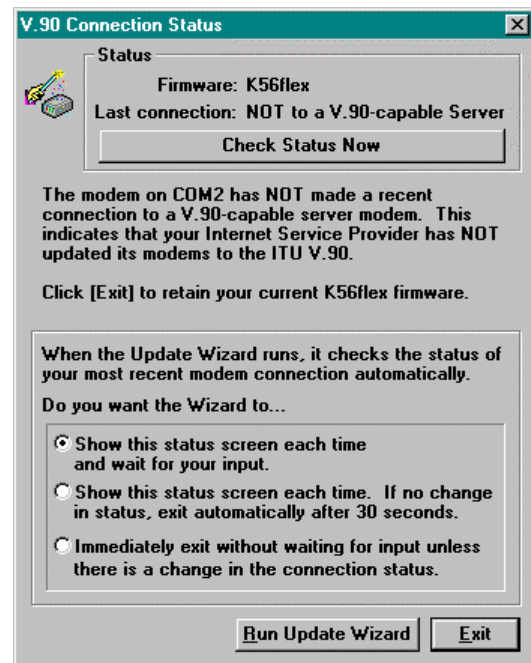 V.90 Connection Status
Status
Firmware: K56flex
Last connection: NOT to a V.90-capable Server
Check Status Now
The modem on COM2 has NOT made a recent
connection to a V.90-capable server modem. This
indicates that your Internet Service Provider has NOT
updated its modems to the ITU V.90.
Click [Exit] to retain your current K56flex firmware.
When the Update Wizard runs, it checks the status of
your most recent modem connection automatically.
Do you want the Wizard to...
Show this status screen each time
and wait for your input.
Show this status screen each time. If no change
in status, exit automatically after 30 seconds.
Immediately exit without waiting for input unless
there is a change in the connection status.
Run Update Wizard
Exit